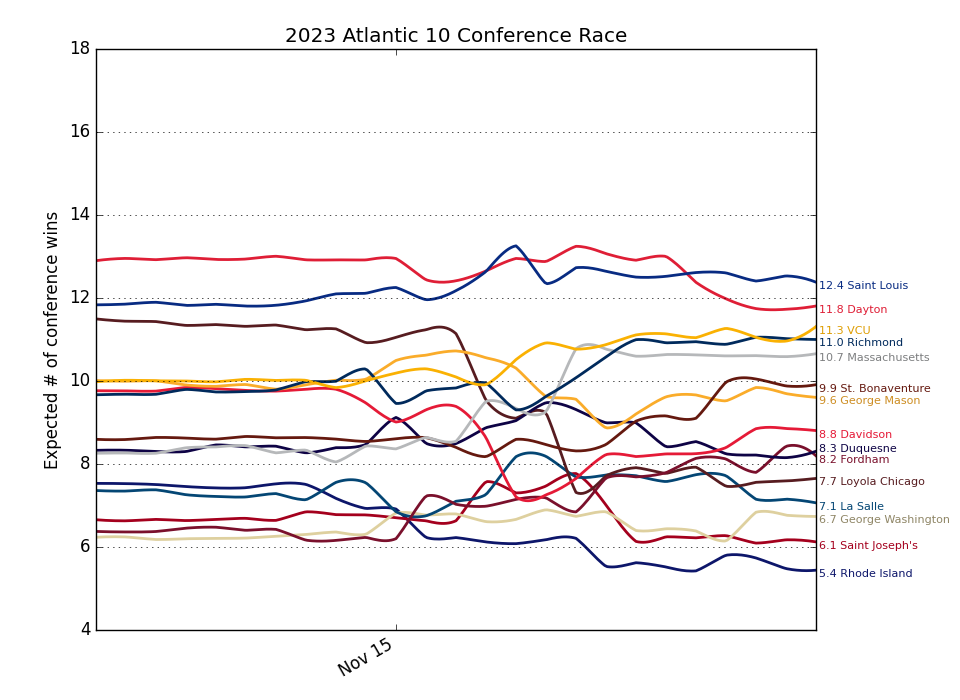 2023 Atlantic 10 Conference Race
Expected # of conference wins
18
16
14
12
10
8
6
4
Nov 15
12.4 Saint Louis
11.8 Dayton
11.3 VCU
11.0 Richmond
10.7 Massachusetts
9.9 St. Bonaventure
9.6 George Mason
8.8 Davidson
8.3 Duquesne
8.2 Fordham
7.7 Loyola Chicago
7.1 La Salle
6.7 George Washington
6.1 Saint Joseph's
5.4 Rhode Island